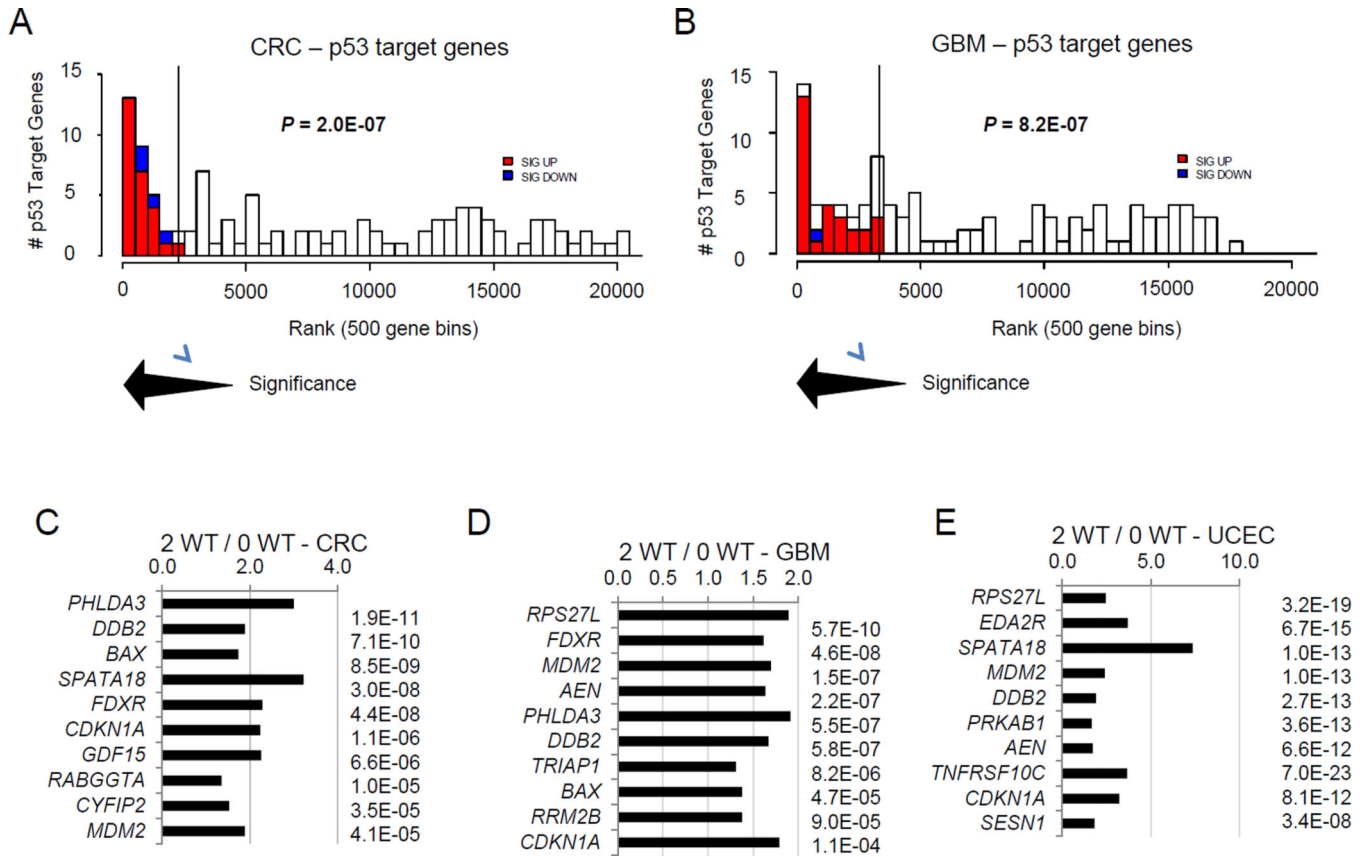 A
CRC – p53 target genes
# p53 Target Genes
15
10
5
0
P = 2.0E-07
SIG UP
SIG DOWN
0 5000 10000 15000 20000
Rank (500 gene bins)
Significance
B
GBM – p53 target genes
# p53 Target Genes
15
10
5
0
P = 8.2E-07
SIG UP
SIG DOWN
0 5000 10000 15000 20000
Rank (500 gene bins)
Significance
C
2 WT / 0 WT - CRC
0.0 2.0 4.0
PHLDA3 1.9E-11
DDB2 7.1E-10
BAX 8.5E-09
SPATA18 3.0E-08
FDXR 4.4E-08
CDKN1A 1.1E-06
GDF15 6.6E-06
RABGGTA 1.0E-05
CYFIP2 3.5E-05
MDM2 4.1E-05
D
2 WT / 0 WT - GBM
0.0 0.5 1.0 1.5 2.0
RPS27L 5.7E-10
FDXR 4.6E-08
MDM2 1.5E-07
AEN 2.2E-07
PHLDA3 5.5E-07
DDB2 5.8E-07
TRIAP1 8.2E-06
BAX 4.7E-05
RRM2B 9.0E-05
CDKN1A 1.1E-04
E
2 WT / 0 WT - UCEC
0.0 5.0 10.0
RPS27L 3.2E-19
EDA2R 6.7E-15
SPATA18 1.0E-13
MDM2 1.0E-13
DDB2 2.7E-13
PRKAB1 3.6E-13
AEN 6.6E-12
TNFRSF10C 7.0E-23
CDKN1A 8.1E-12
SESN1 3.4E-08